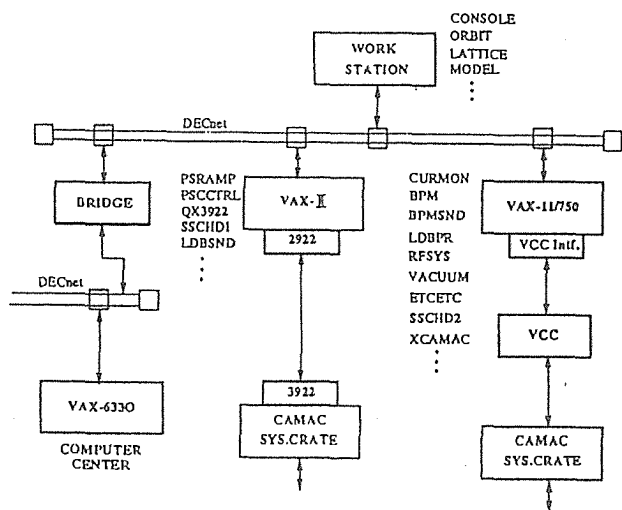 CONSOLE
ORBIT
LATTICE
MODEL
WORK
STATION
DECnet
BRIDGE
PSRAMP
PSCCTRL
QX3922
SSCHD1
LDBSND
VAX-II
2922
CURMON
BPM
BPMSND
LDBPR
RFSYS
VACUUM
ETCETC
SSCHD2
XCAMAC
VAX-11/750
VCC Intf.
VCC
DECnet
VAX-6330
COMPUTER
CENTER
3922
CAMAC
SYS.CRATE
CAMAC
SYS.CRATE